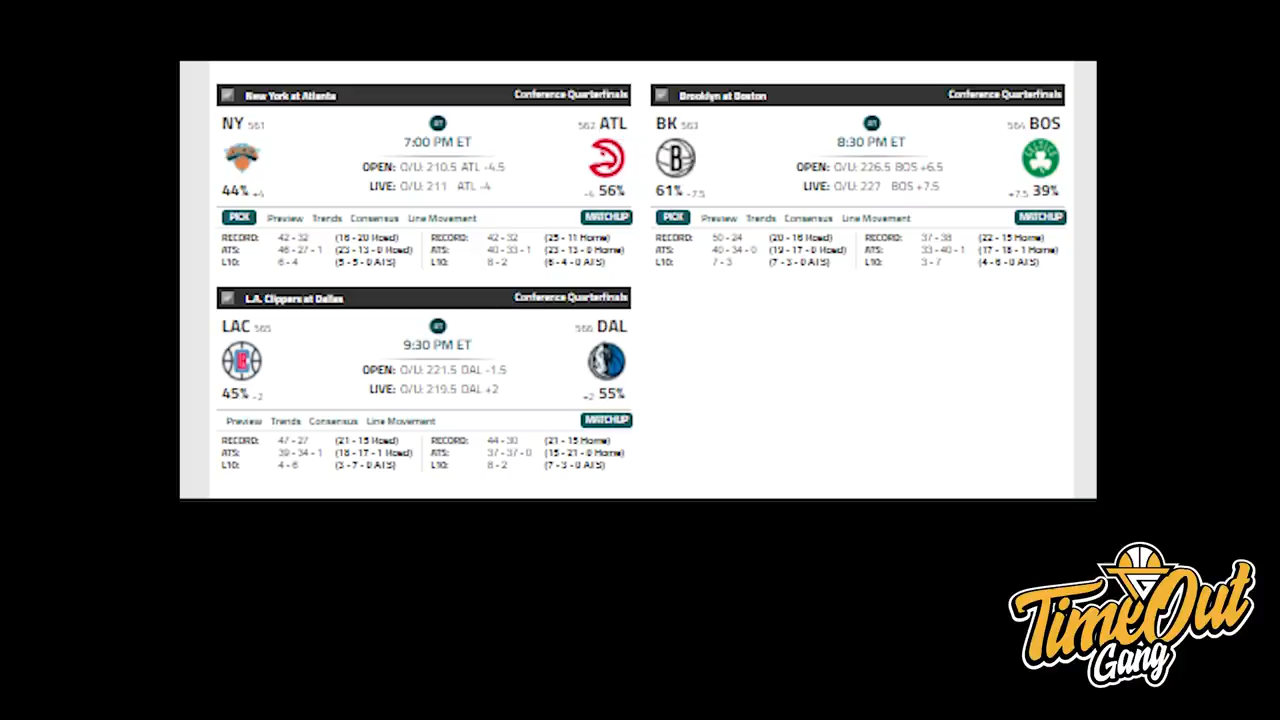 New York at Atlanta Conference Quarterfinals
NY 561 AT 562 ATL
7:00 PM ET
OPEN: O/U: 210.5 ATL -4.5
LIVE: O/U: 211 ATL -4
44% +4 -4 56%
PICK Preview Trends Consensus Line Movement MATCHUP
RECORD: 42 - 32 (16 - 20 Road) RECORD: 42 - 32 (25 - 11 Home)
ATS: 46 - 27 - 1 (23 - 13 - 0 Road) ATS: 40 - 33 - 1 (23 - 13 - 0 Home)
L10: 6 - 4 (5 - 5 - 0 ATS) L10: 8 - 2 (6 - 4 - 0 ATS)
Brooklyn at Boston Conference Quarterfinals
BK 563 AT 564 BOS
8:30 PM ET
OPEN: O/U: 226.5 BOS +6.5
LIVE: O/U: 227 BOS +7.5
61% -7.5 +7.5 39%
PICK Preview Trends Consensus Line Movement MATCHUP
RECORD: 50 - 24 (20 - 16 Road) RECORD: 37 - 38 (22 - 15 Home)
ATS: 40 - 34 - 0 (19 - 17 - 0 Road) ATS: 33 - 40 - 1 (17 - 18 - 1 Home)
L10: 7 - 3 (7 - 3 - 0 ATS) L10: 3 - 7 (4 - 6 - 0 ATS)
L.A. Clippers at Dallas Conference Quarterfinals
LAC 565 AT 566 DAL
9:30 PM ET
OPEN: O/U: 221.5 DAL -1.5
LIVE: O/U: 219.5 DAL +2
45% -2 +2 55%
Preview Trends Consensus Line Movement MATCHUP
RECORD: 47 - 27 (21 - 15 Road) RECORD: 44 - 30 (21 - 15 Home)
ATS: 39 - 34 - 1 (18 - 17 - 1 Road) ATS: 37 - 37 - 0 (15 - 21 - 0 Home)
L10: 4 - 6 (3 - 7 - 0 ATS) L10: 8 - 2 (7 - 3 - 0 ATS)
TimeOut
Gang